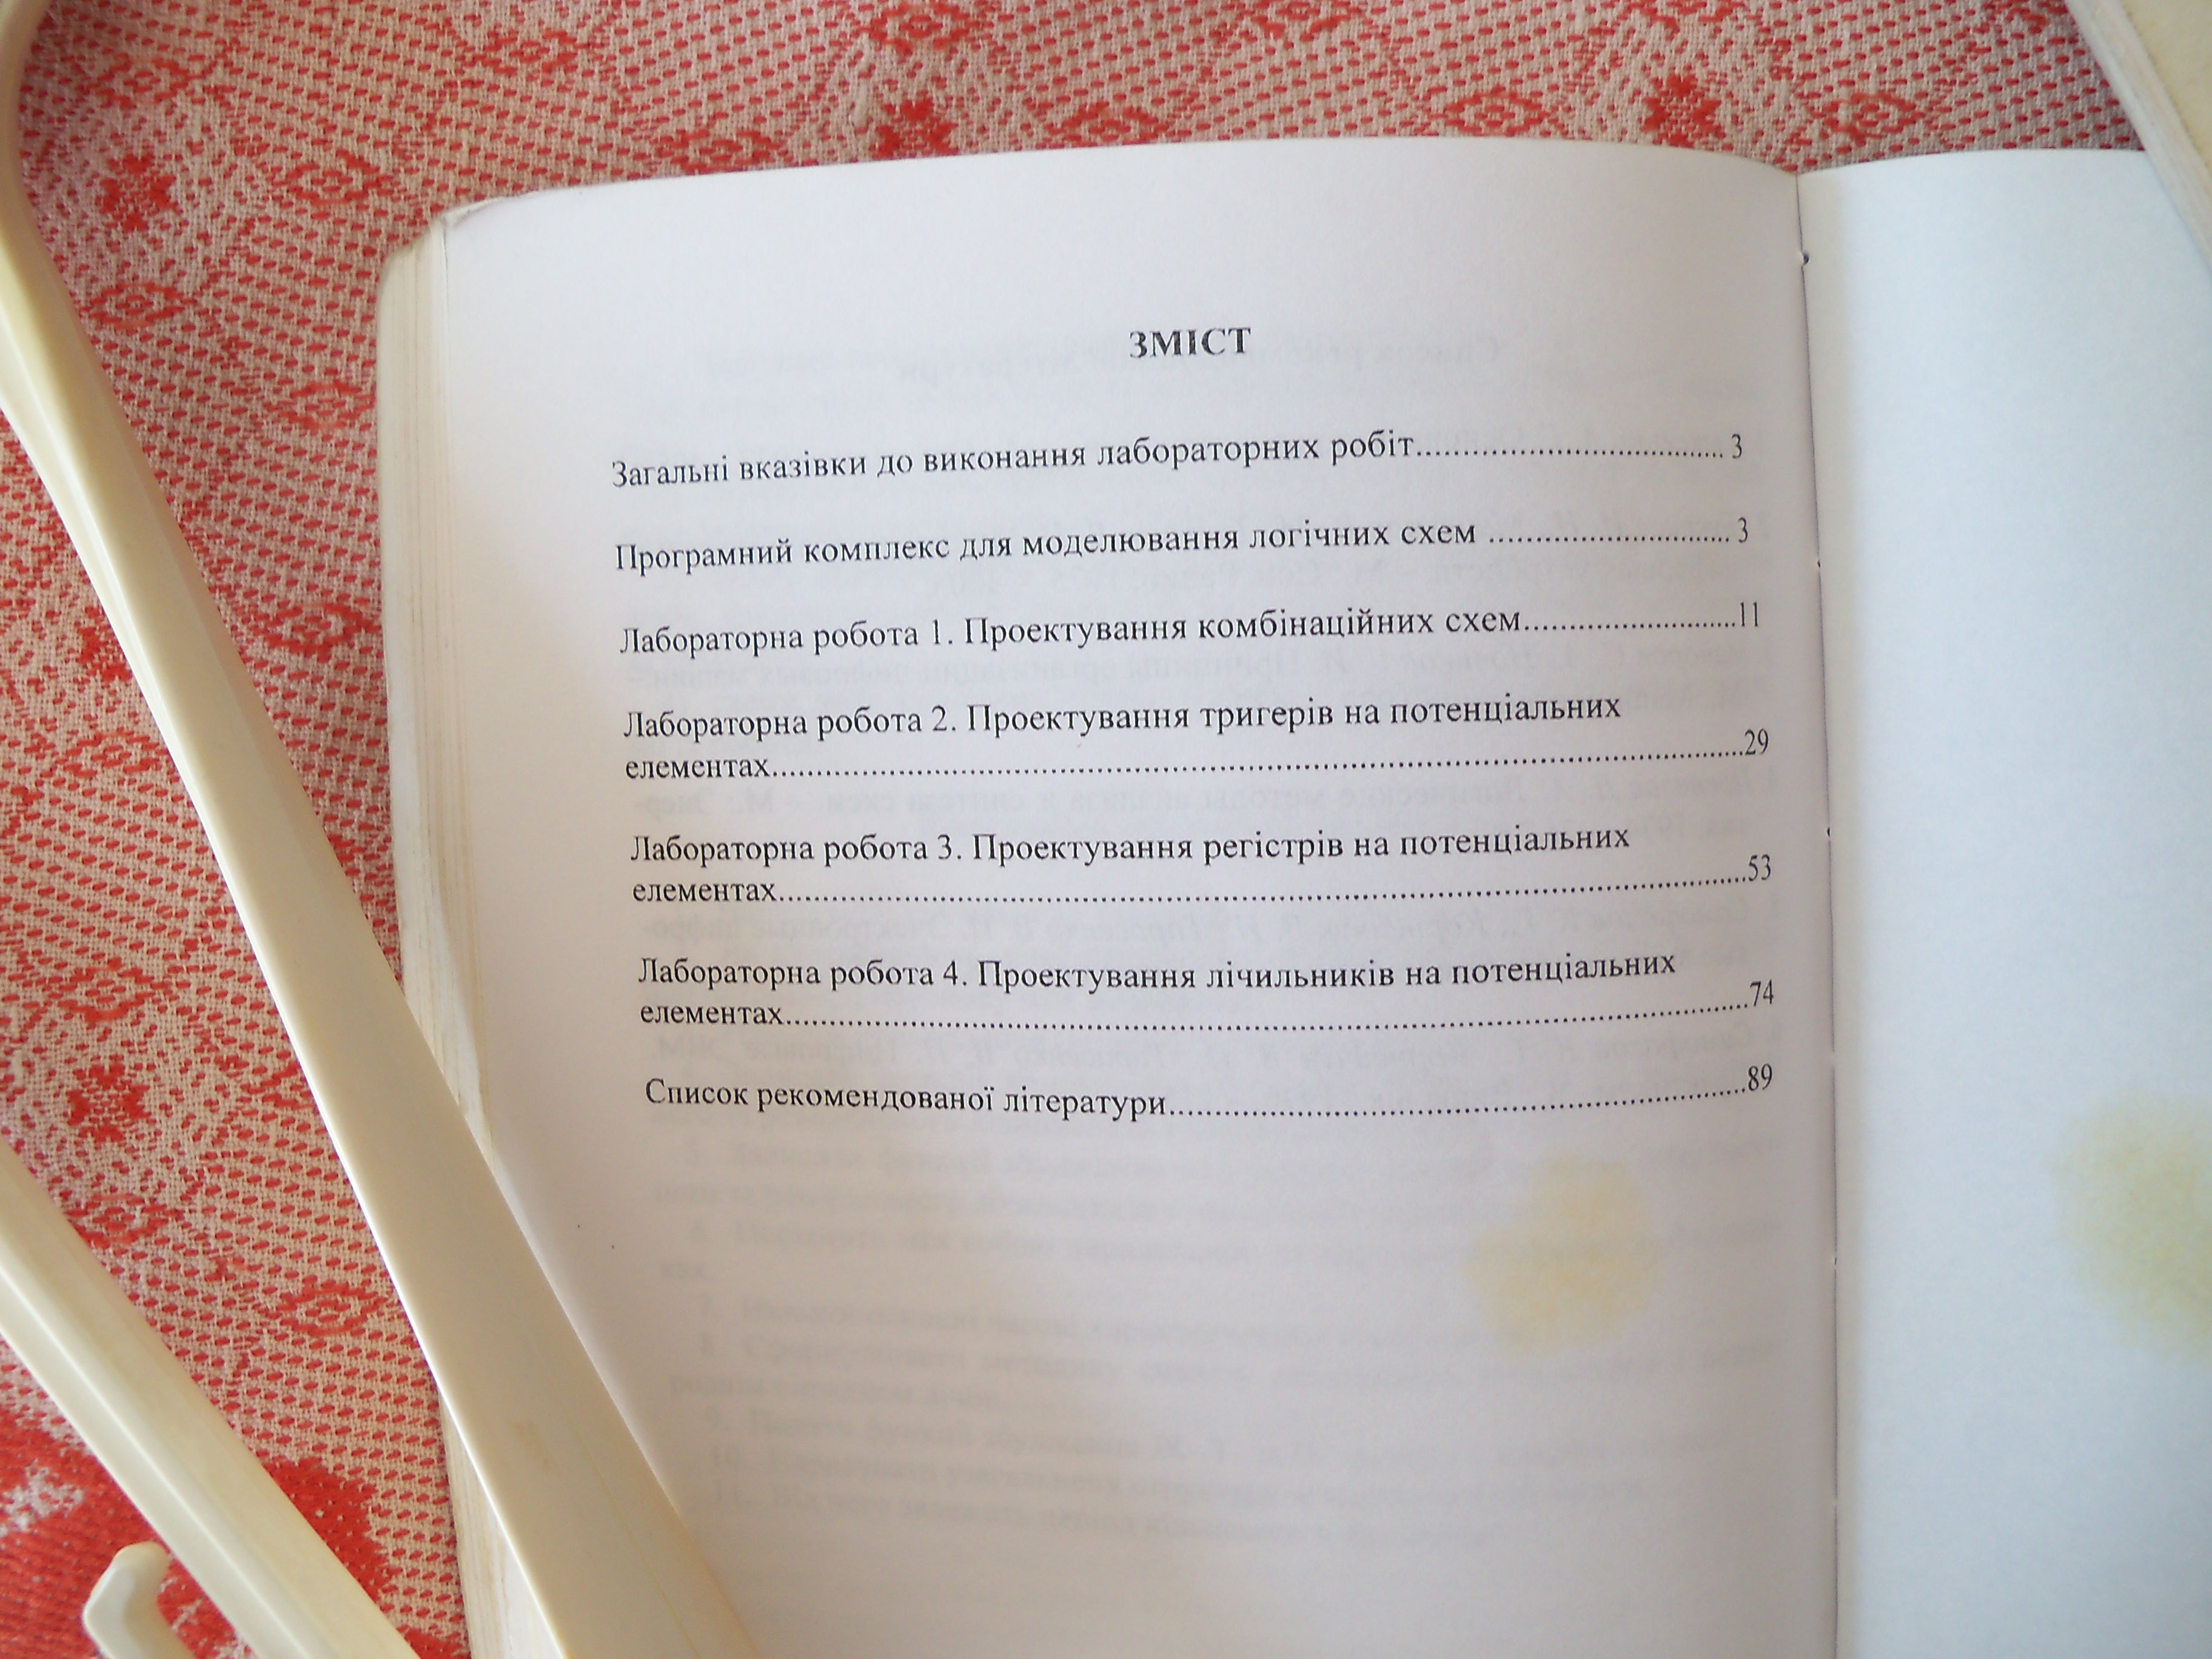 ЗМІСТ
Загальні вказівки до виконання лабораторних робіт.................................... 3
Програмний комплекс для моделювання логічних схем ............................ 3
Лабораторна робота 1. Проектування комбінаційних схем.........................11
Лабораторна робота 2. Проектування тригерів на потенціальних
елементах................................................................................................................29
Лабораторна робота 3. Проектування регістрів на потенціальних
елементах................................................................................................................53
Лабораторна робота 4. Проектування лічильників на потенціальних
елементах................................................................................................................74
Список рекомендованої літератури...................................................................89